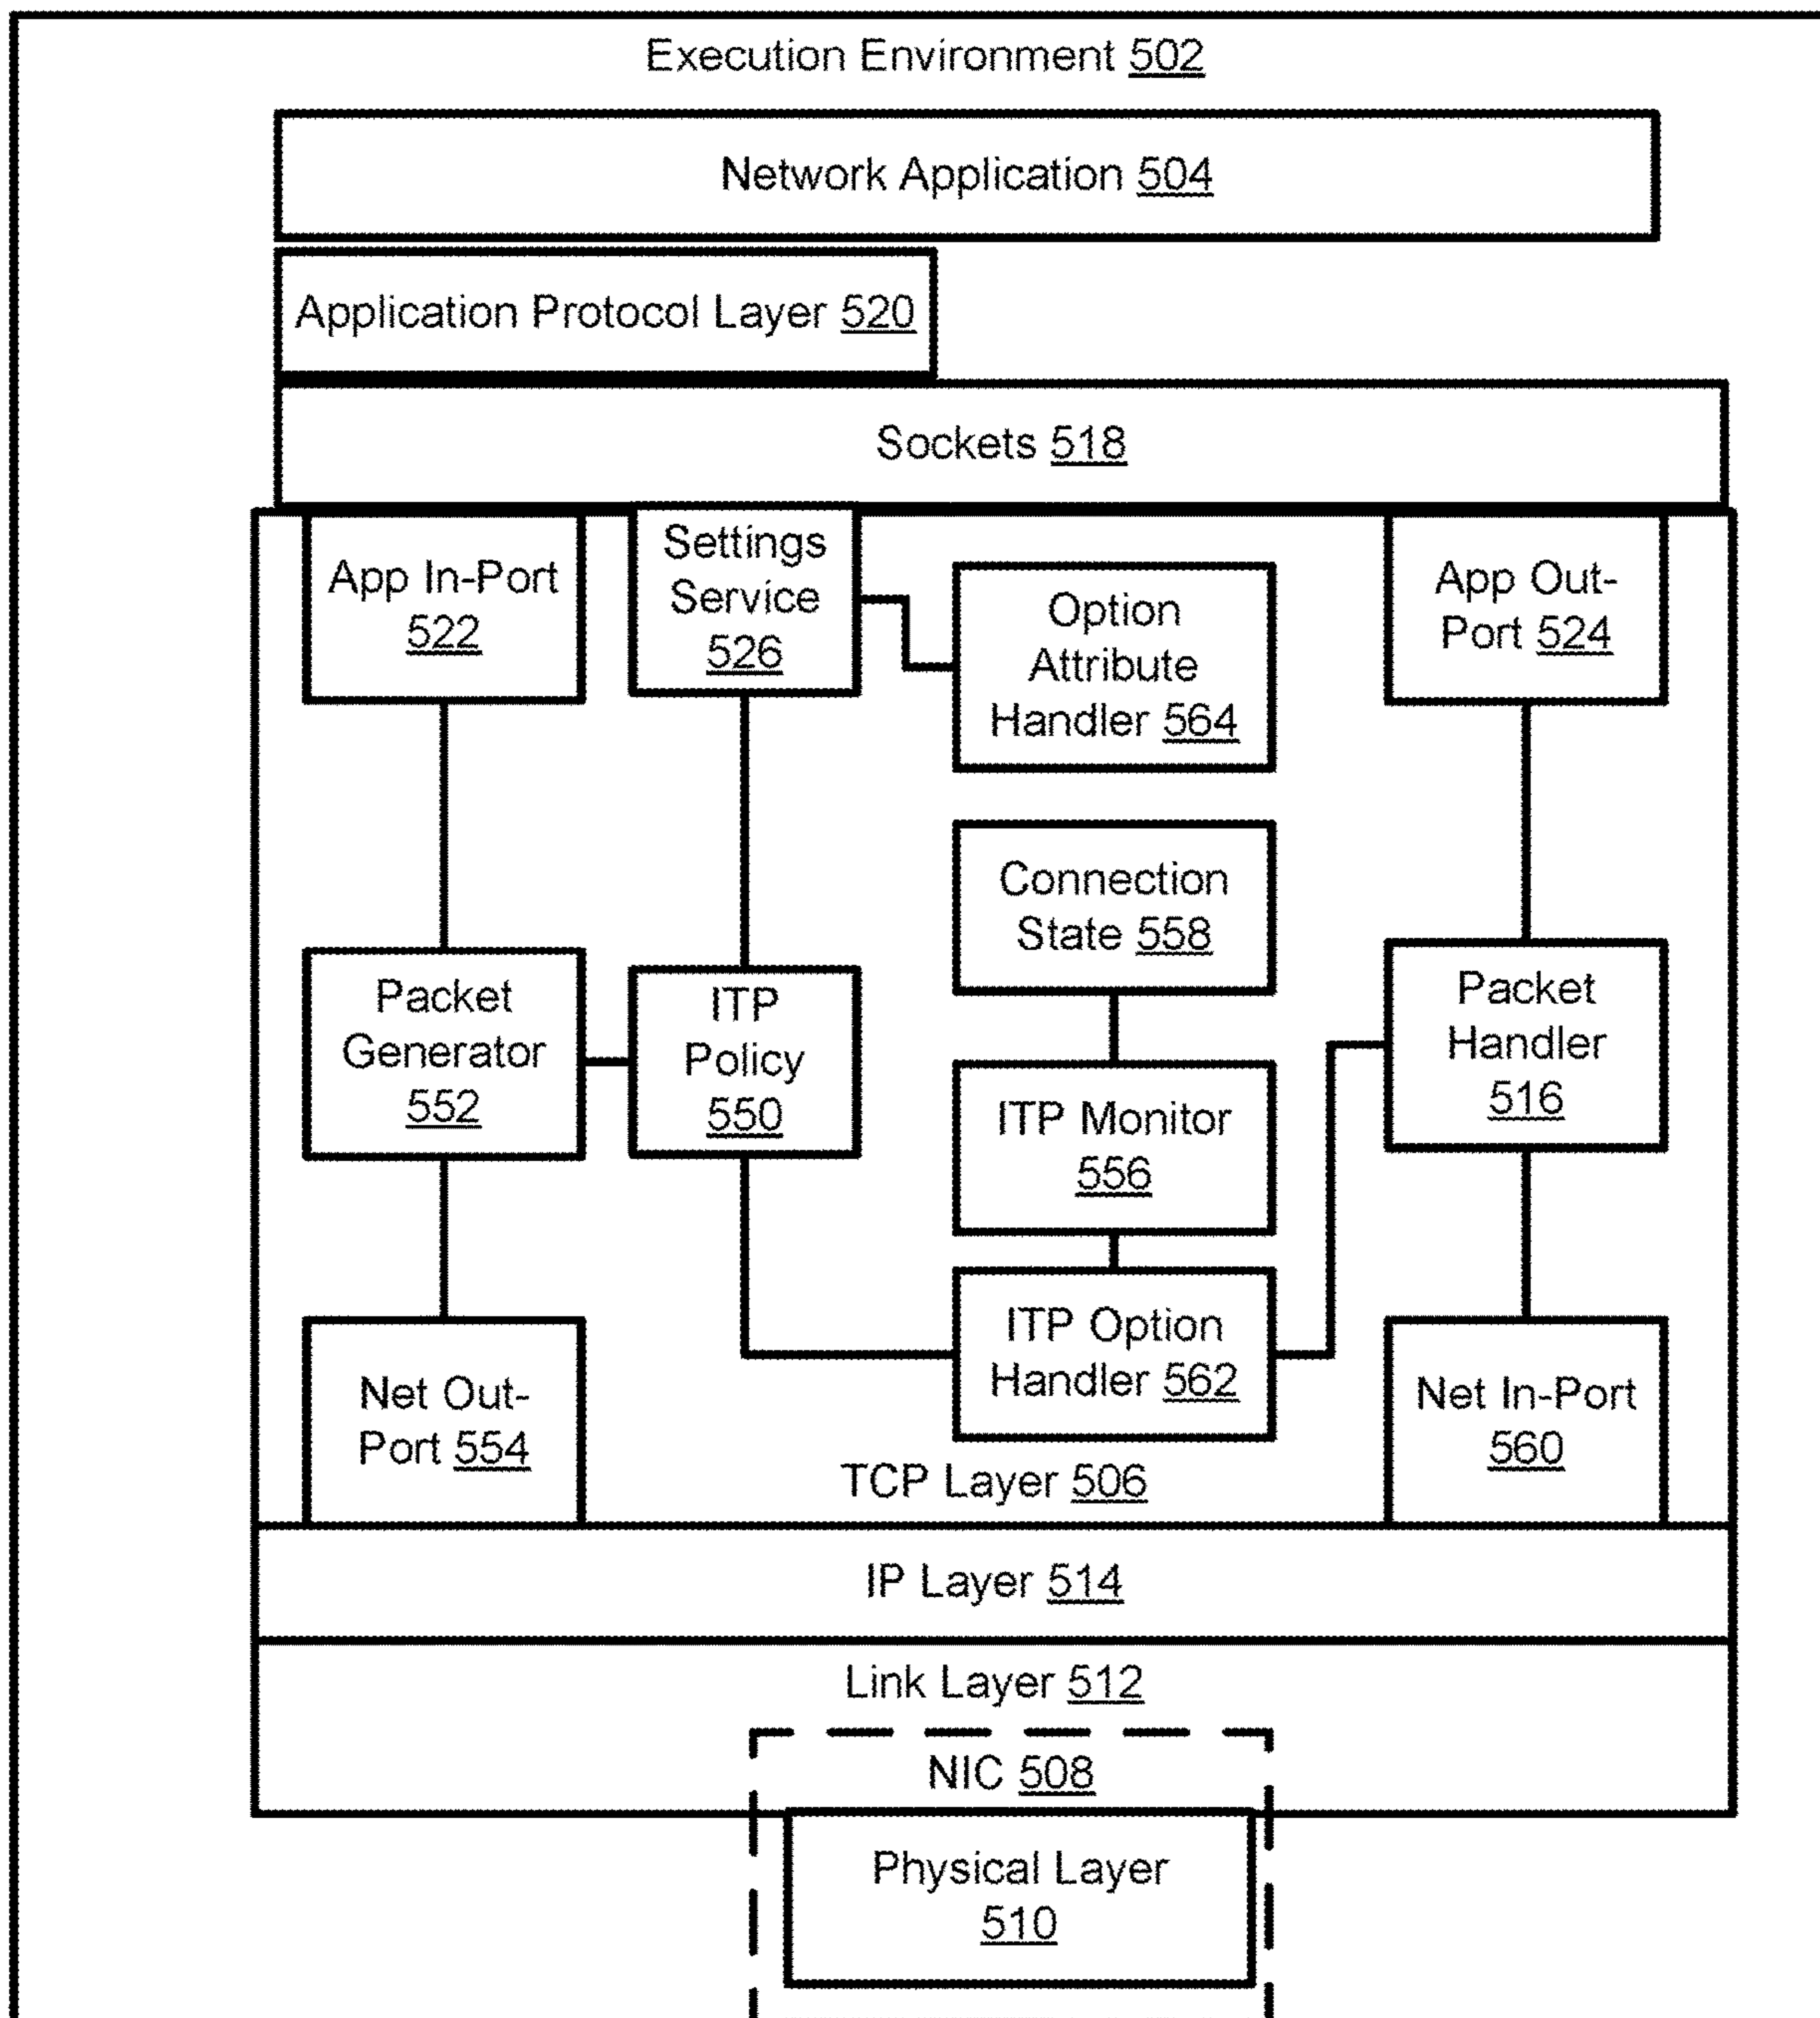 Execution Environment 502
Network Application 504
Application Protocol Layer 520
Sockets 518
App In-Port
522
Settings
Service
526
Option
Attribute
Handler 564
App Out-
Port 524
Connection
State 558
Packet
Generator
552
ITP
Policy
550
ITP Monitor
556
Packet
Handler
516
Net Out-
Port 554
ITP Option
Handler 562
Net In-Port
560
TCP Layer 506
IP Layer 514
Link Layer 512
NIC 508
Physical Layer
510